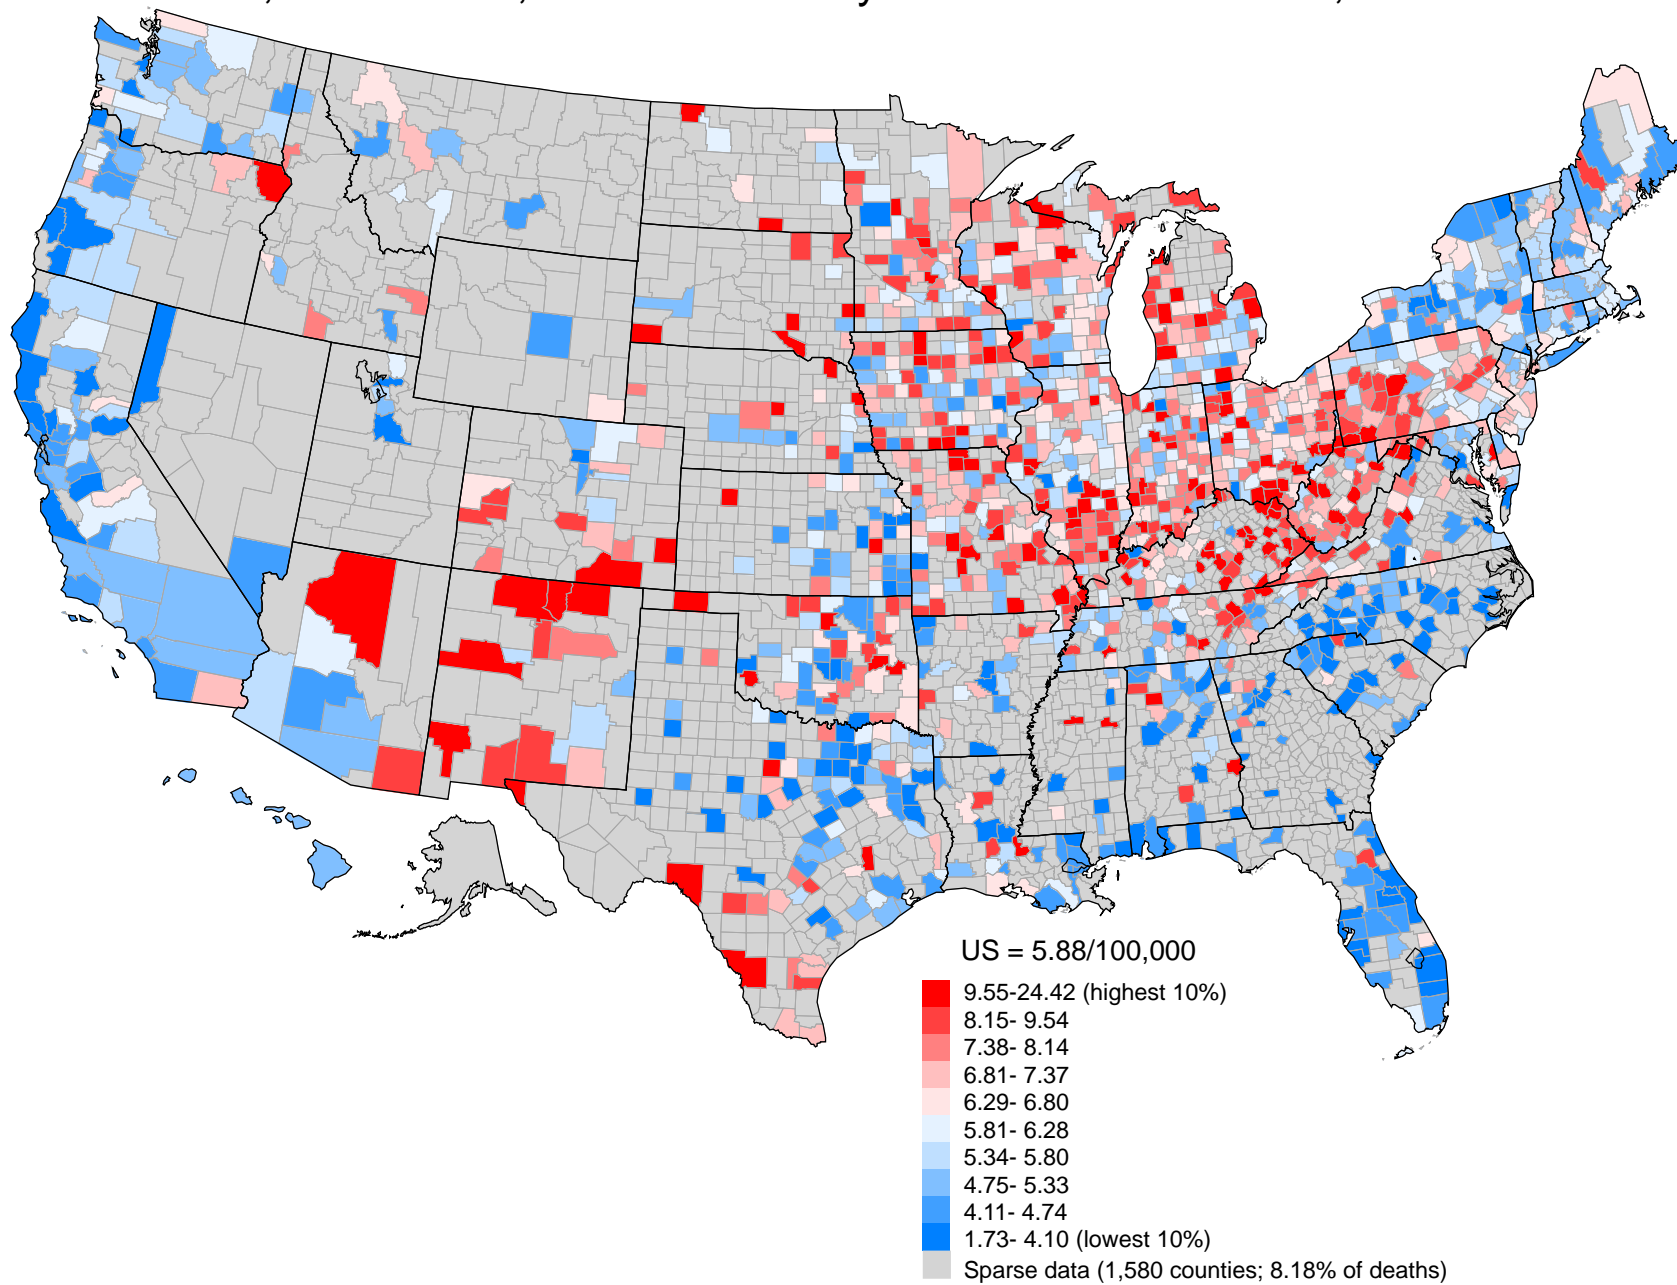 US = 5.88/100,000
9.55-24.42 (highest 10%)
8.15- 9.54
7.38- 8.14
6.81- 7.37
6.29- 6.80
5.81- 6.28
5.34- 5.80
4.75- 5.33
4.11- 4.74
1.73- 4.10 (lowest 10%)
Sparse data (1,580 counties; 8.18% of deaths)